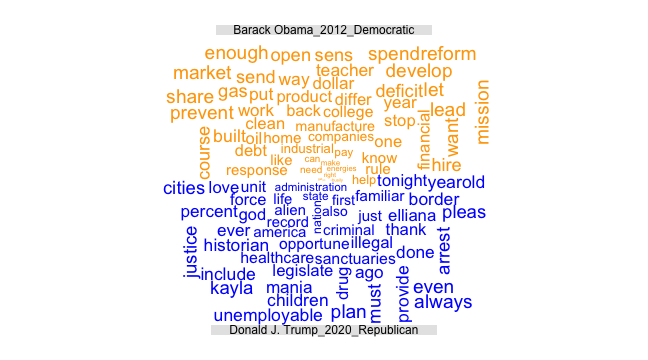 Barack Obama_2012_Democratic
enough open sens spend reform
market send way teacher dollar develop
share gas put product differ year deficit let
prevent work back college stop lead mission
clean manufacture financial want
course built oil home companies one
debt industrial pay know hire
like can make
response need energies rule
right
help
cities love unit administration tonight yearold
force life state first familiar border
percent god alien nation also just elliana pleas
record
ever america criminal thank
justice historian opportune illegal done arrest
healthcare sanctuaries
include legislate drug ago provide even
kayla mania must
children always
unemployable plan
Donald J. Trump_2020_Republican